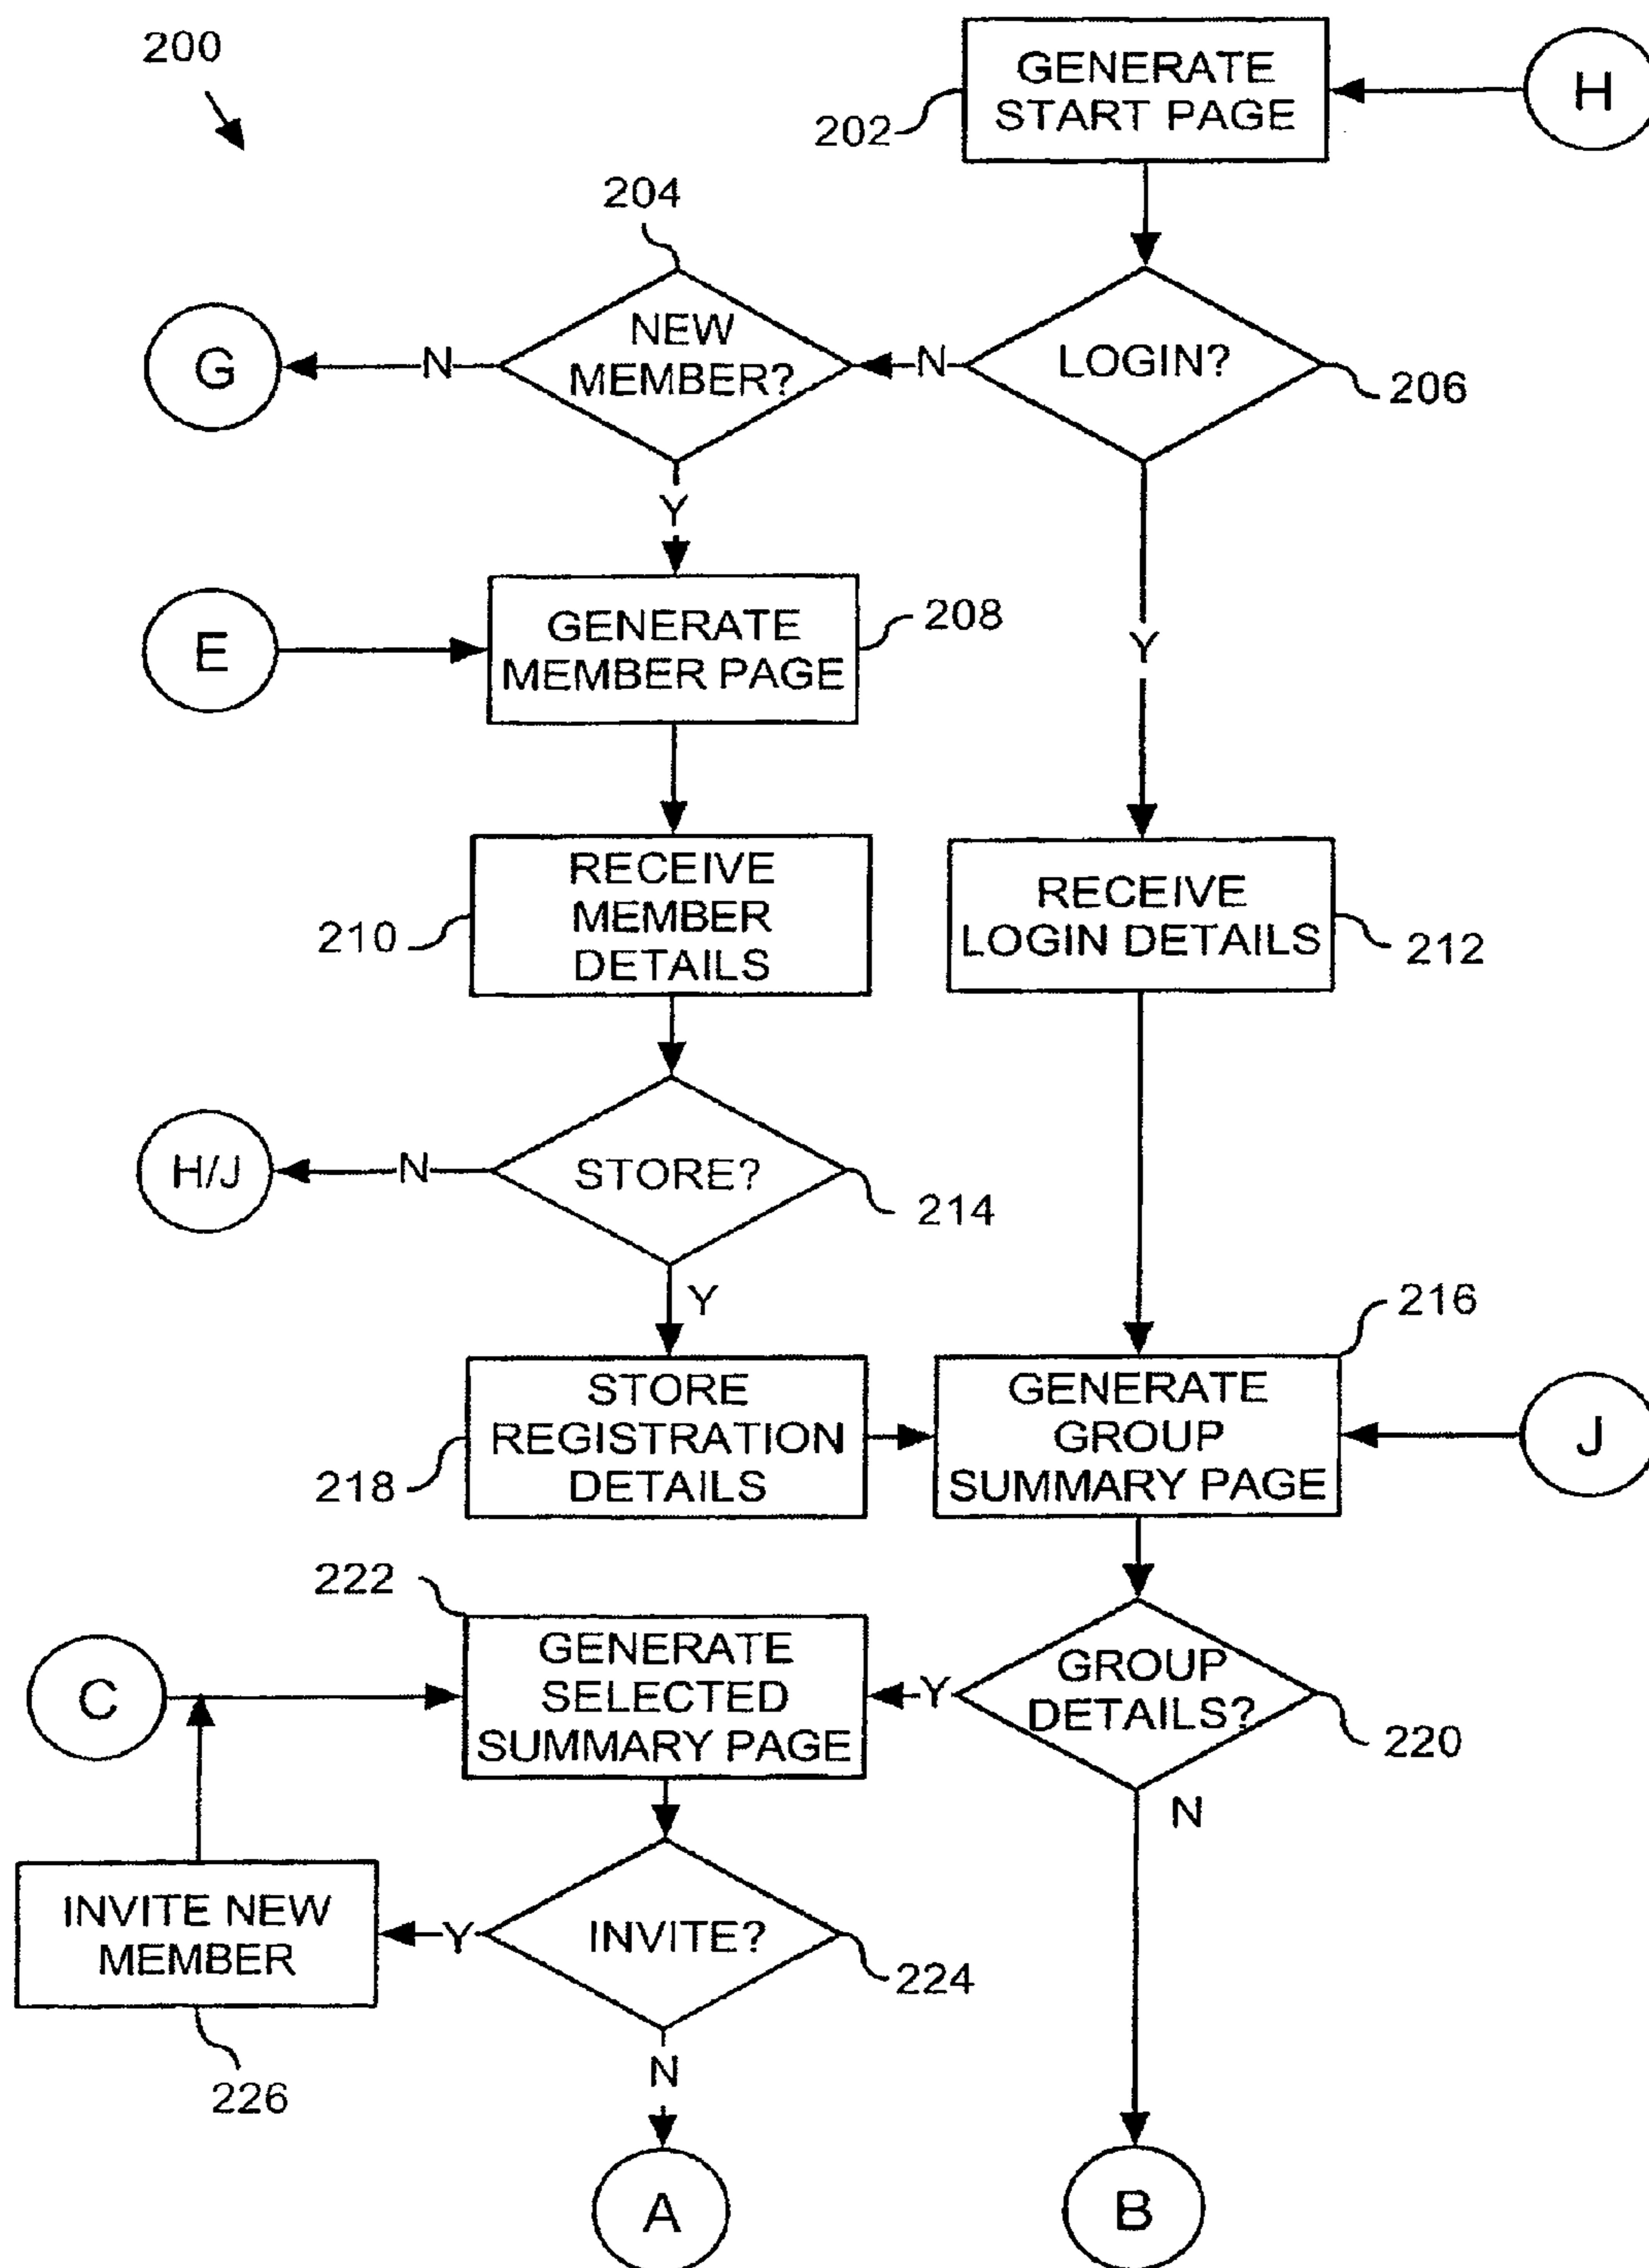 200
GENERATE
START PAGE
H
202
204
NEW
MEMBER?
LOGIN?
G
N
N
206
Y
Y
E
GENERATE
MEMBER PAGE
208
RECEIVE
MEMBER
DETAILS
210
RECEIVE
LOGIN DETAILS
212
H/J
N
STORE?
214
Y
216
STORE
REGISTRATION
DETAILS
218
GENERATE
GROUP
SUMMARY PAGE
J
222
C
GENERATE
SELECTED
SUMMARY PAGE
Y
GROUP
DETAILS?
220
N
INVITE NEW
MEMBER
Y
INVITE?
224
226
N
A
B